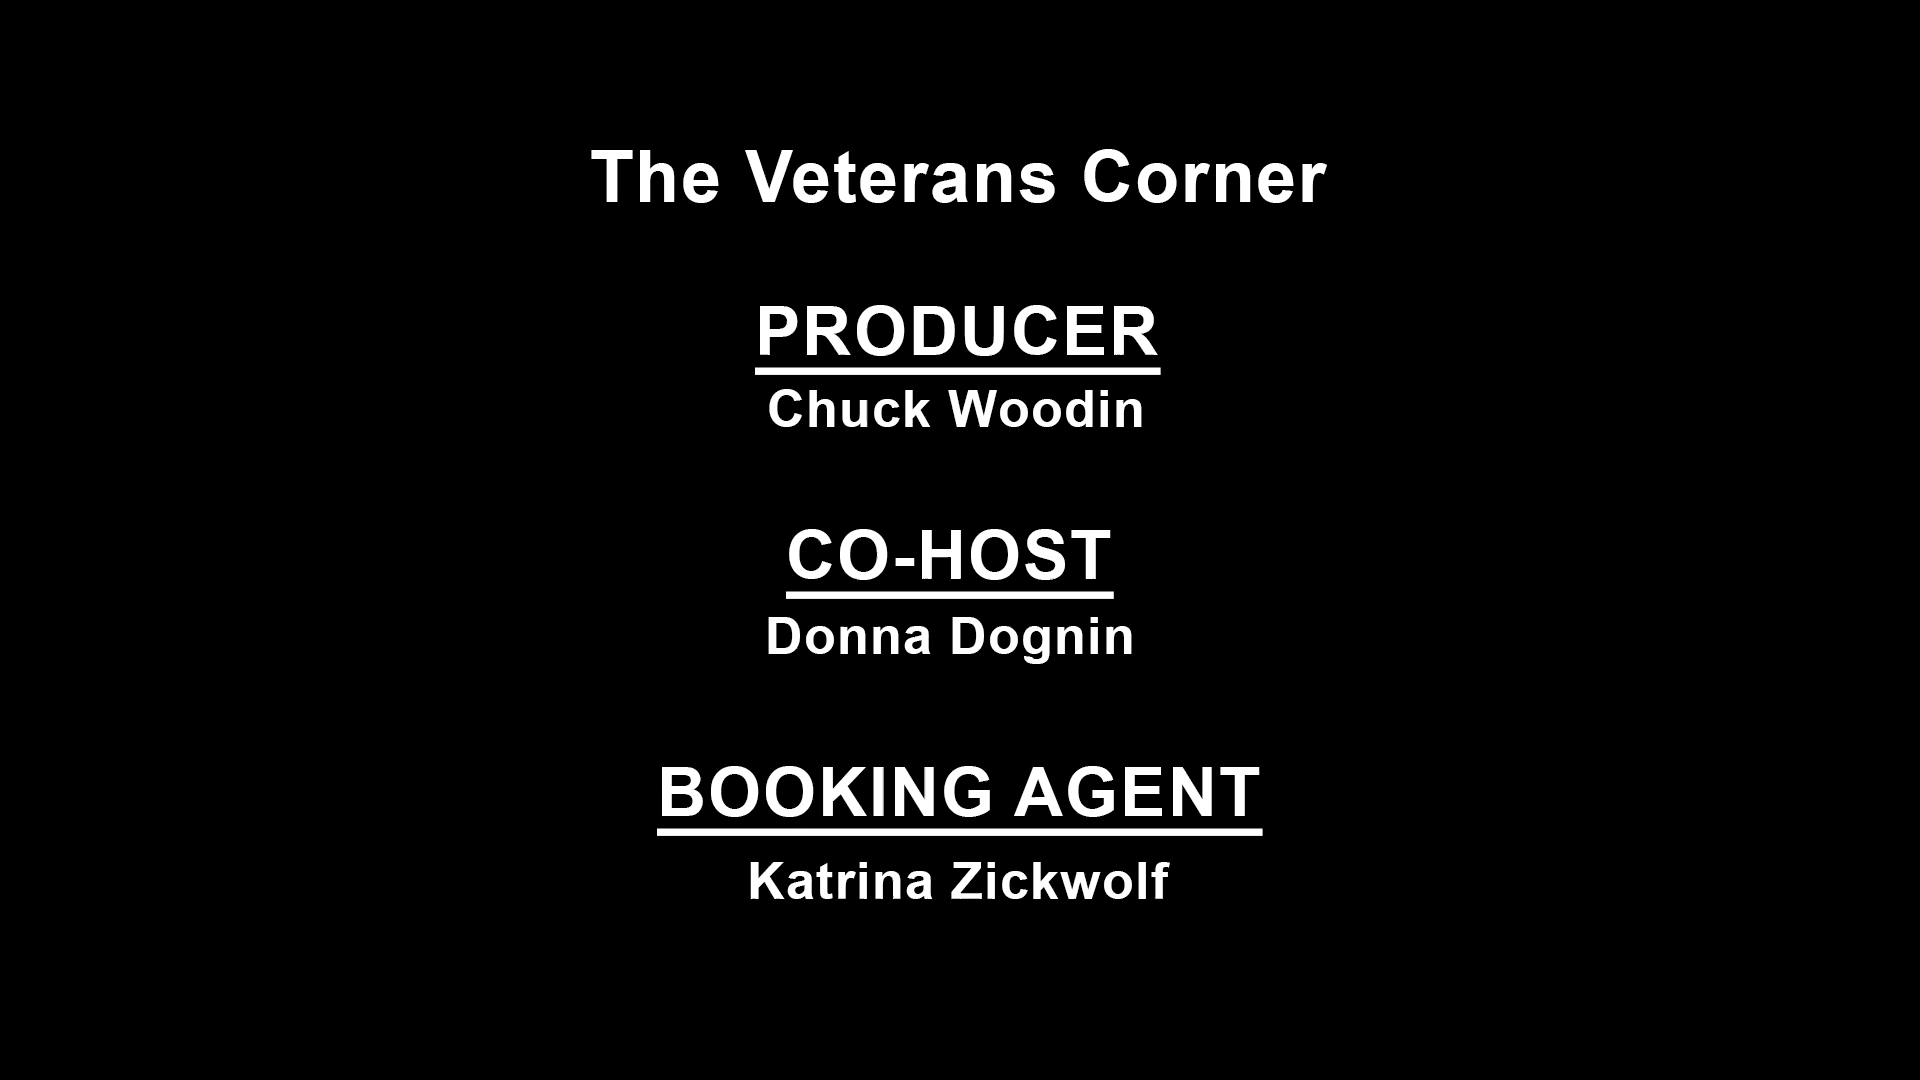 The Veterans Corner
PRODUCER
Chuck Woodin
CO-HOST
Donna Dognin
BOOKING AGENT
Katrina Zickwolf